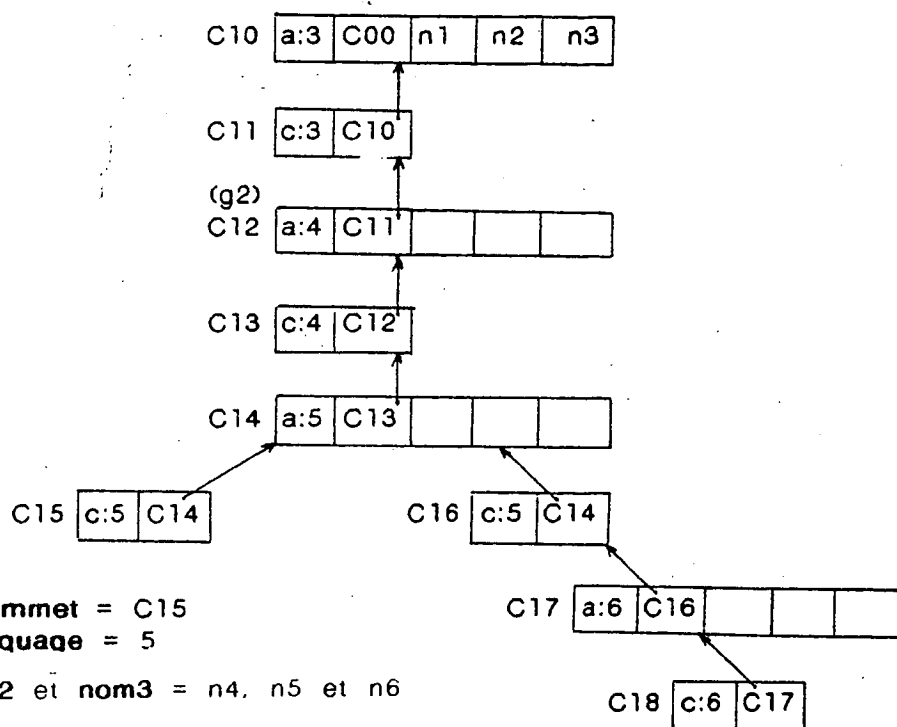 C10 a:3 C00 n1 n2 n3
C11 c:3 C10
(g2)
C12 a:4 C11
C13 c:4 C12
C14 a:5 C13
C15 c:5 C14 C16 c:5 C14
mmet = C15
C17 a:6 C16
quage = 5
2 et nom3 = n4, n5 et n6
C18 c:6 C17